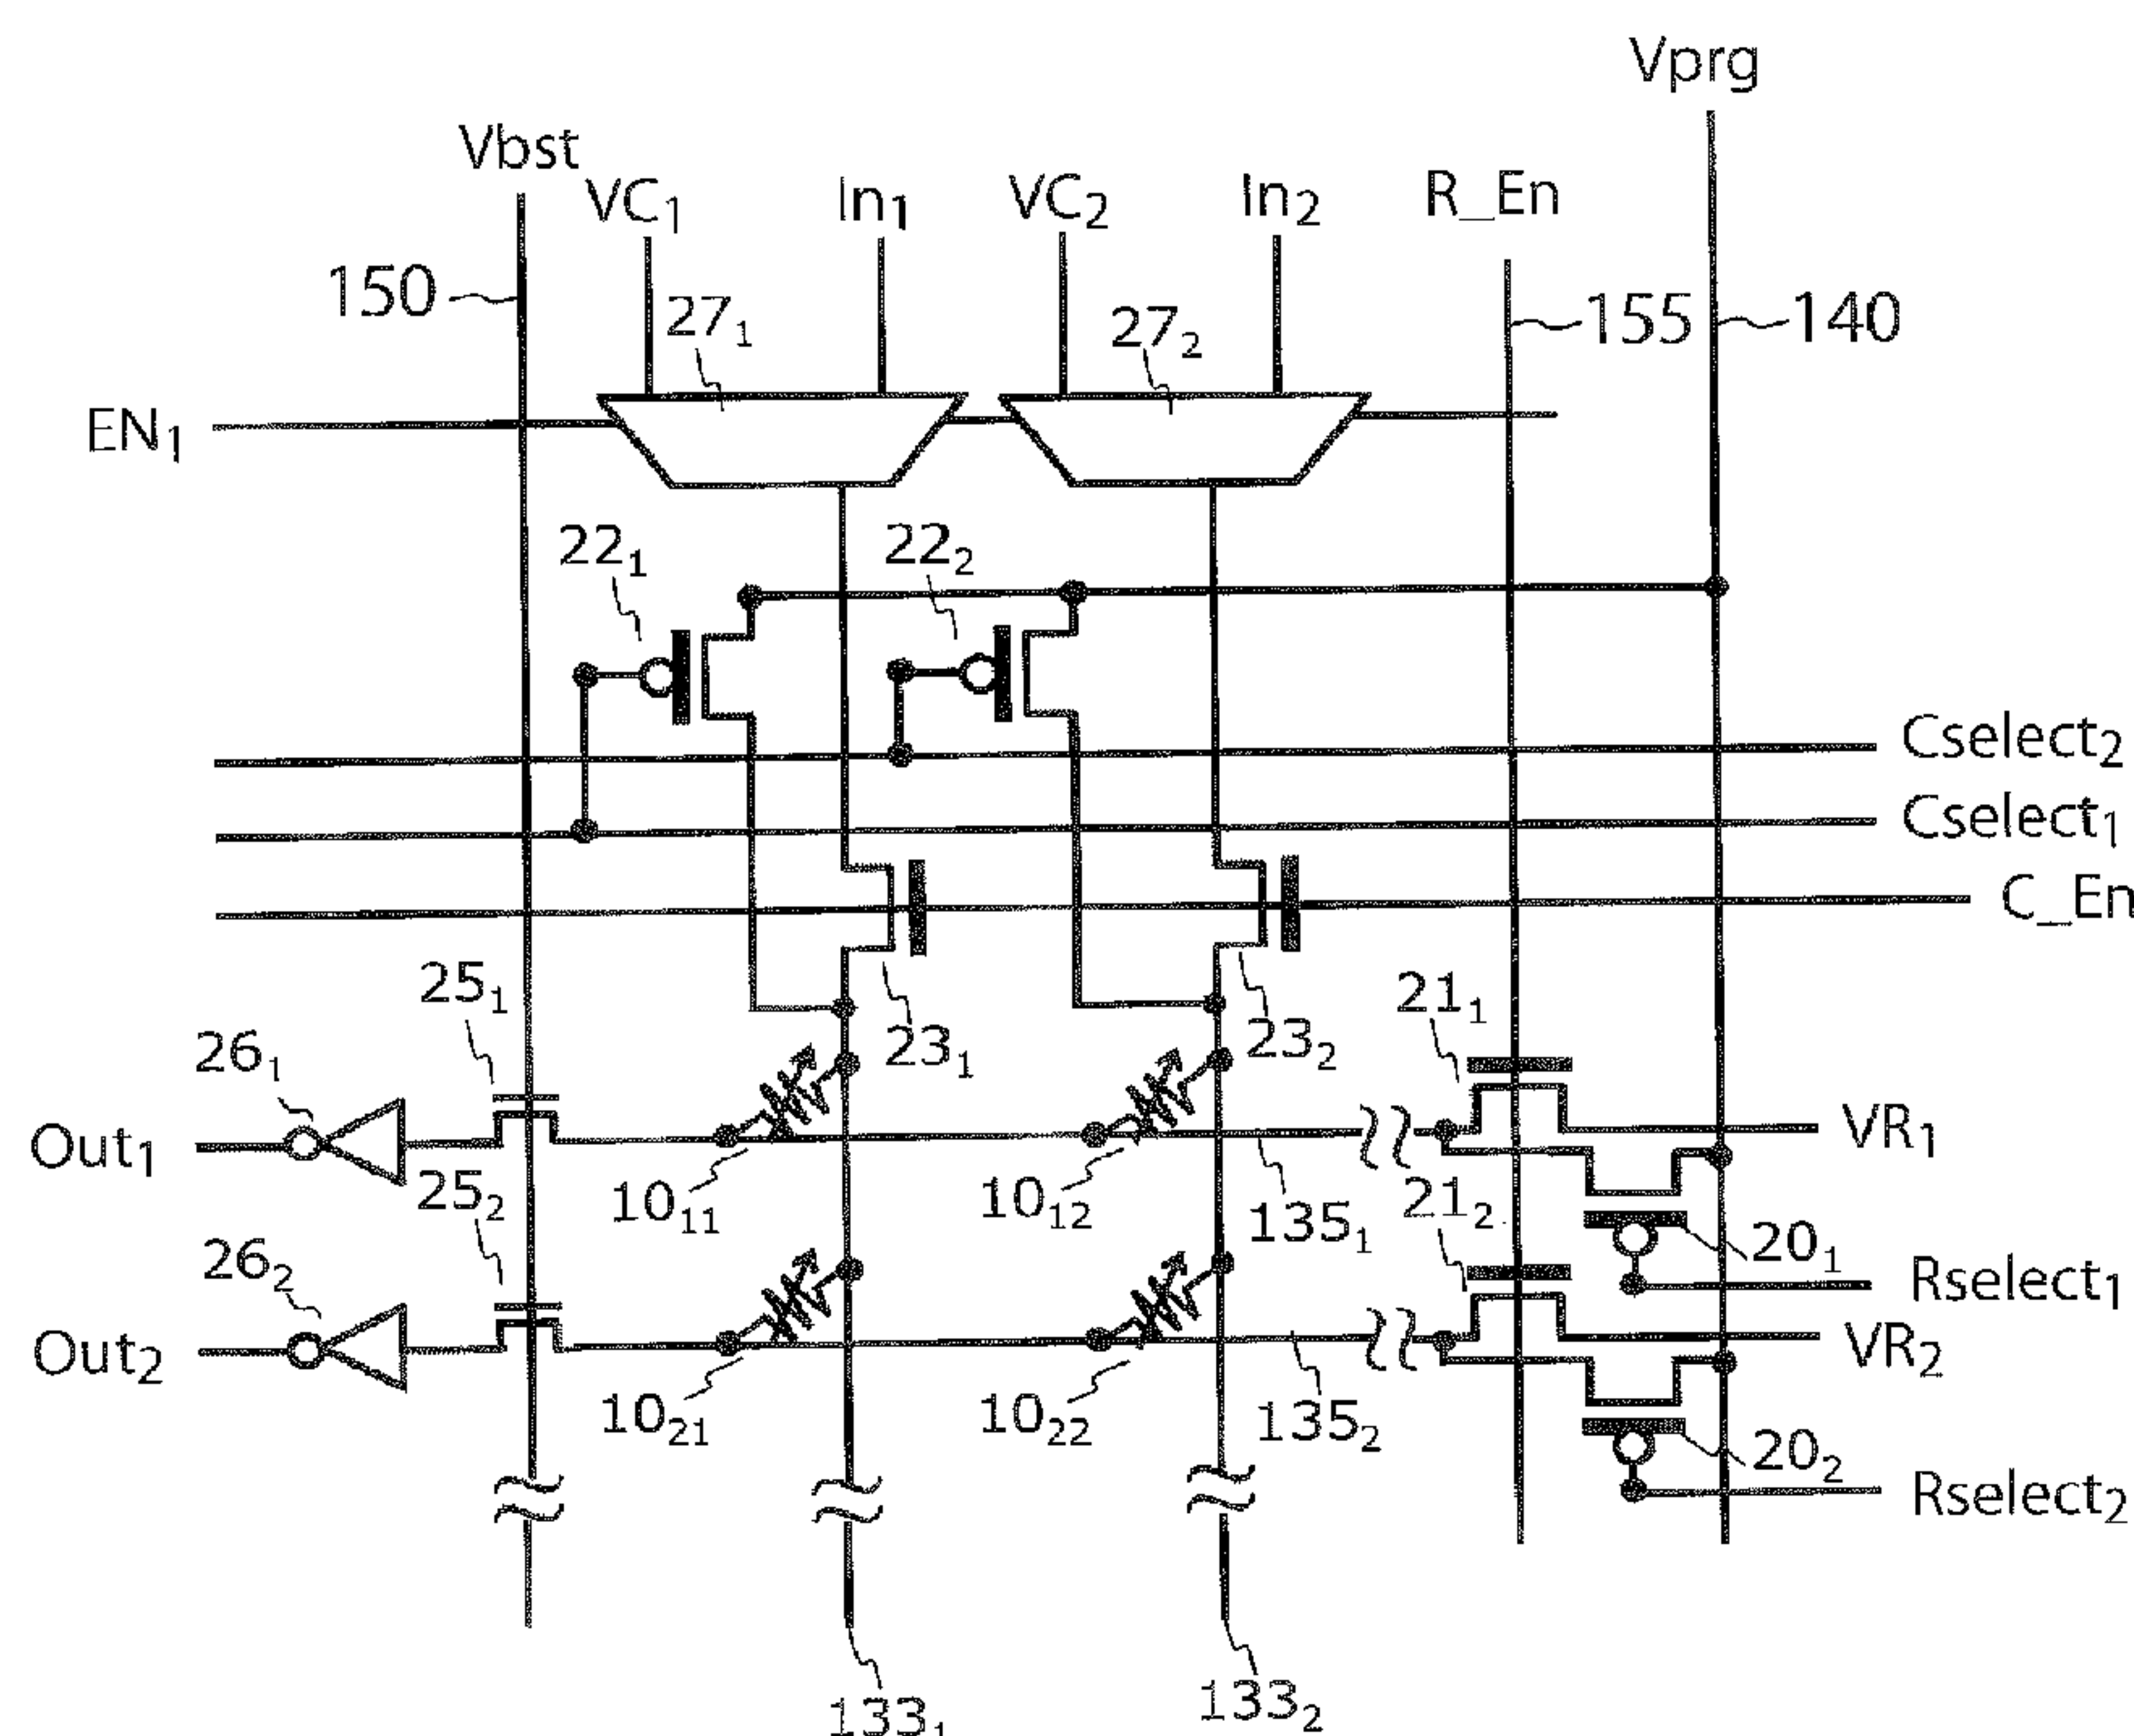 Vprg
Vbst
VC₁
In₁
VC₂
In₂
R_En
150
27₁
27₂
155
140
EN₁
22₁
22₂
Cselect₂
Cselect₁
C_En
25₁
21₁
26₁
23₁
23₂
Out₁
VR₁
25₂
10₁₁
10₁₂
135₁
21₂
20₁
26₂
Rselect₁
Out₂
VR₂
10₂₁
10₂₂
135₂
20₂
Rselect₂
133₁
133₂